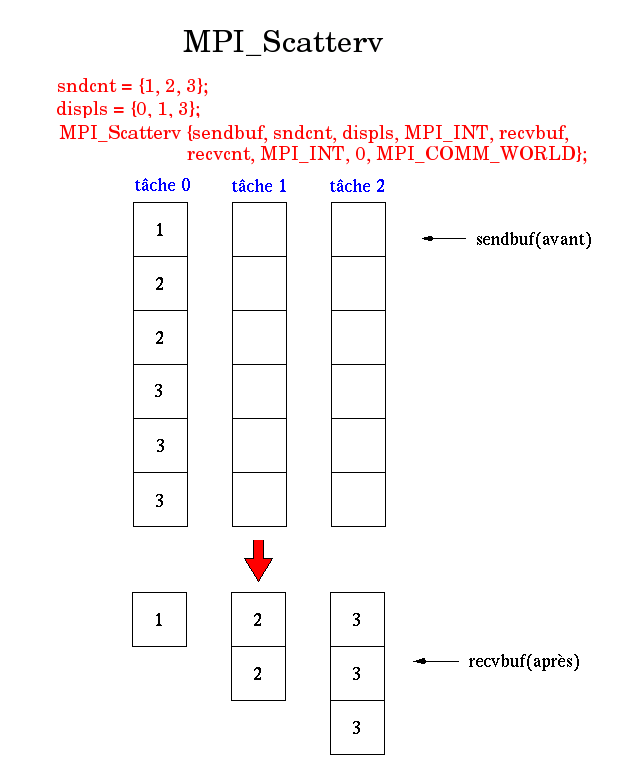 MPI_Scatterv
sndcnt = {1, 2, 3};
displs = {0, 1, 3};
MPI_Scatterv {sendbuf, sndcnt, displs, MPI_INT, recvbuf,
recvcnt, MPI_INT, 0, MPI_COMM_WORLD};
tâche 0 tâche 1 tâche 2
1 sendbuf(avant)
2
2
3
3
3
1 2 3
2 3 recvbuf(après)
3